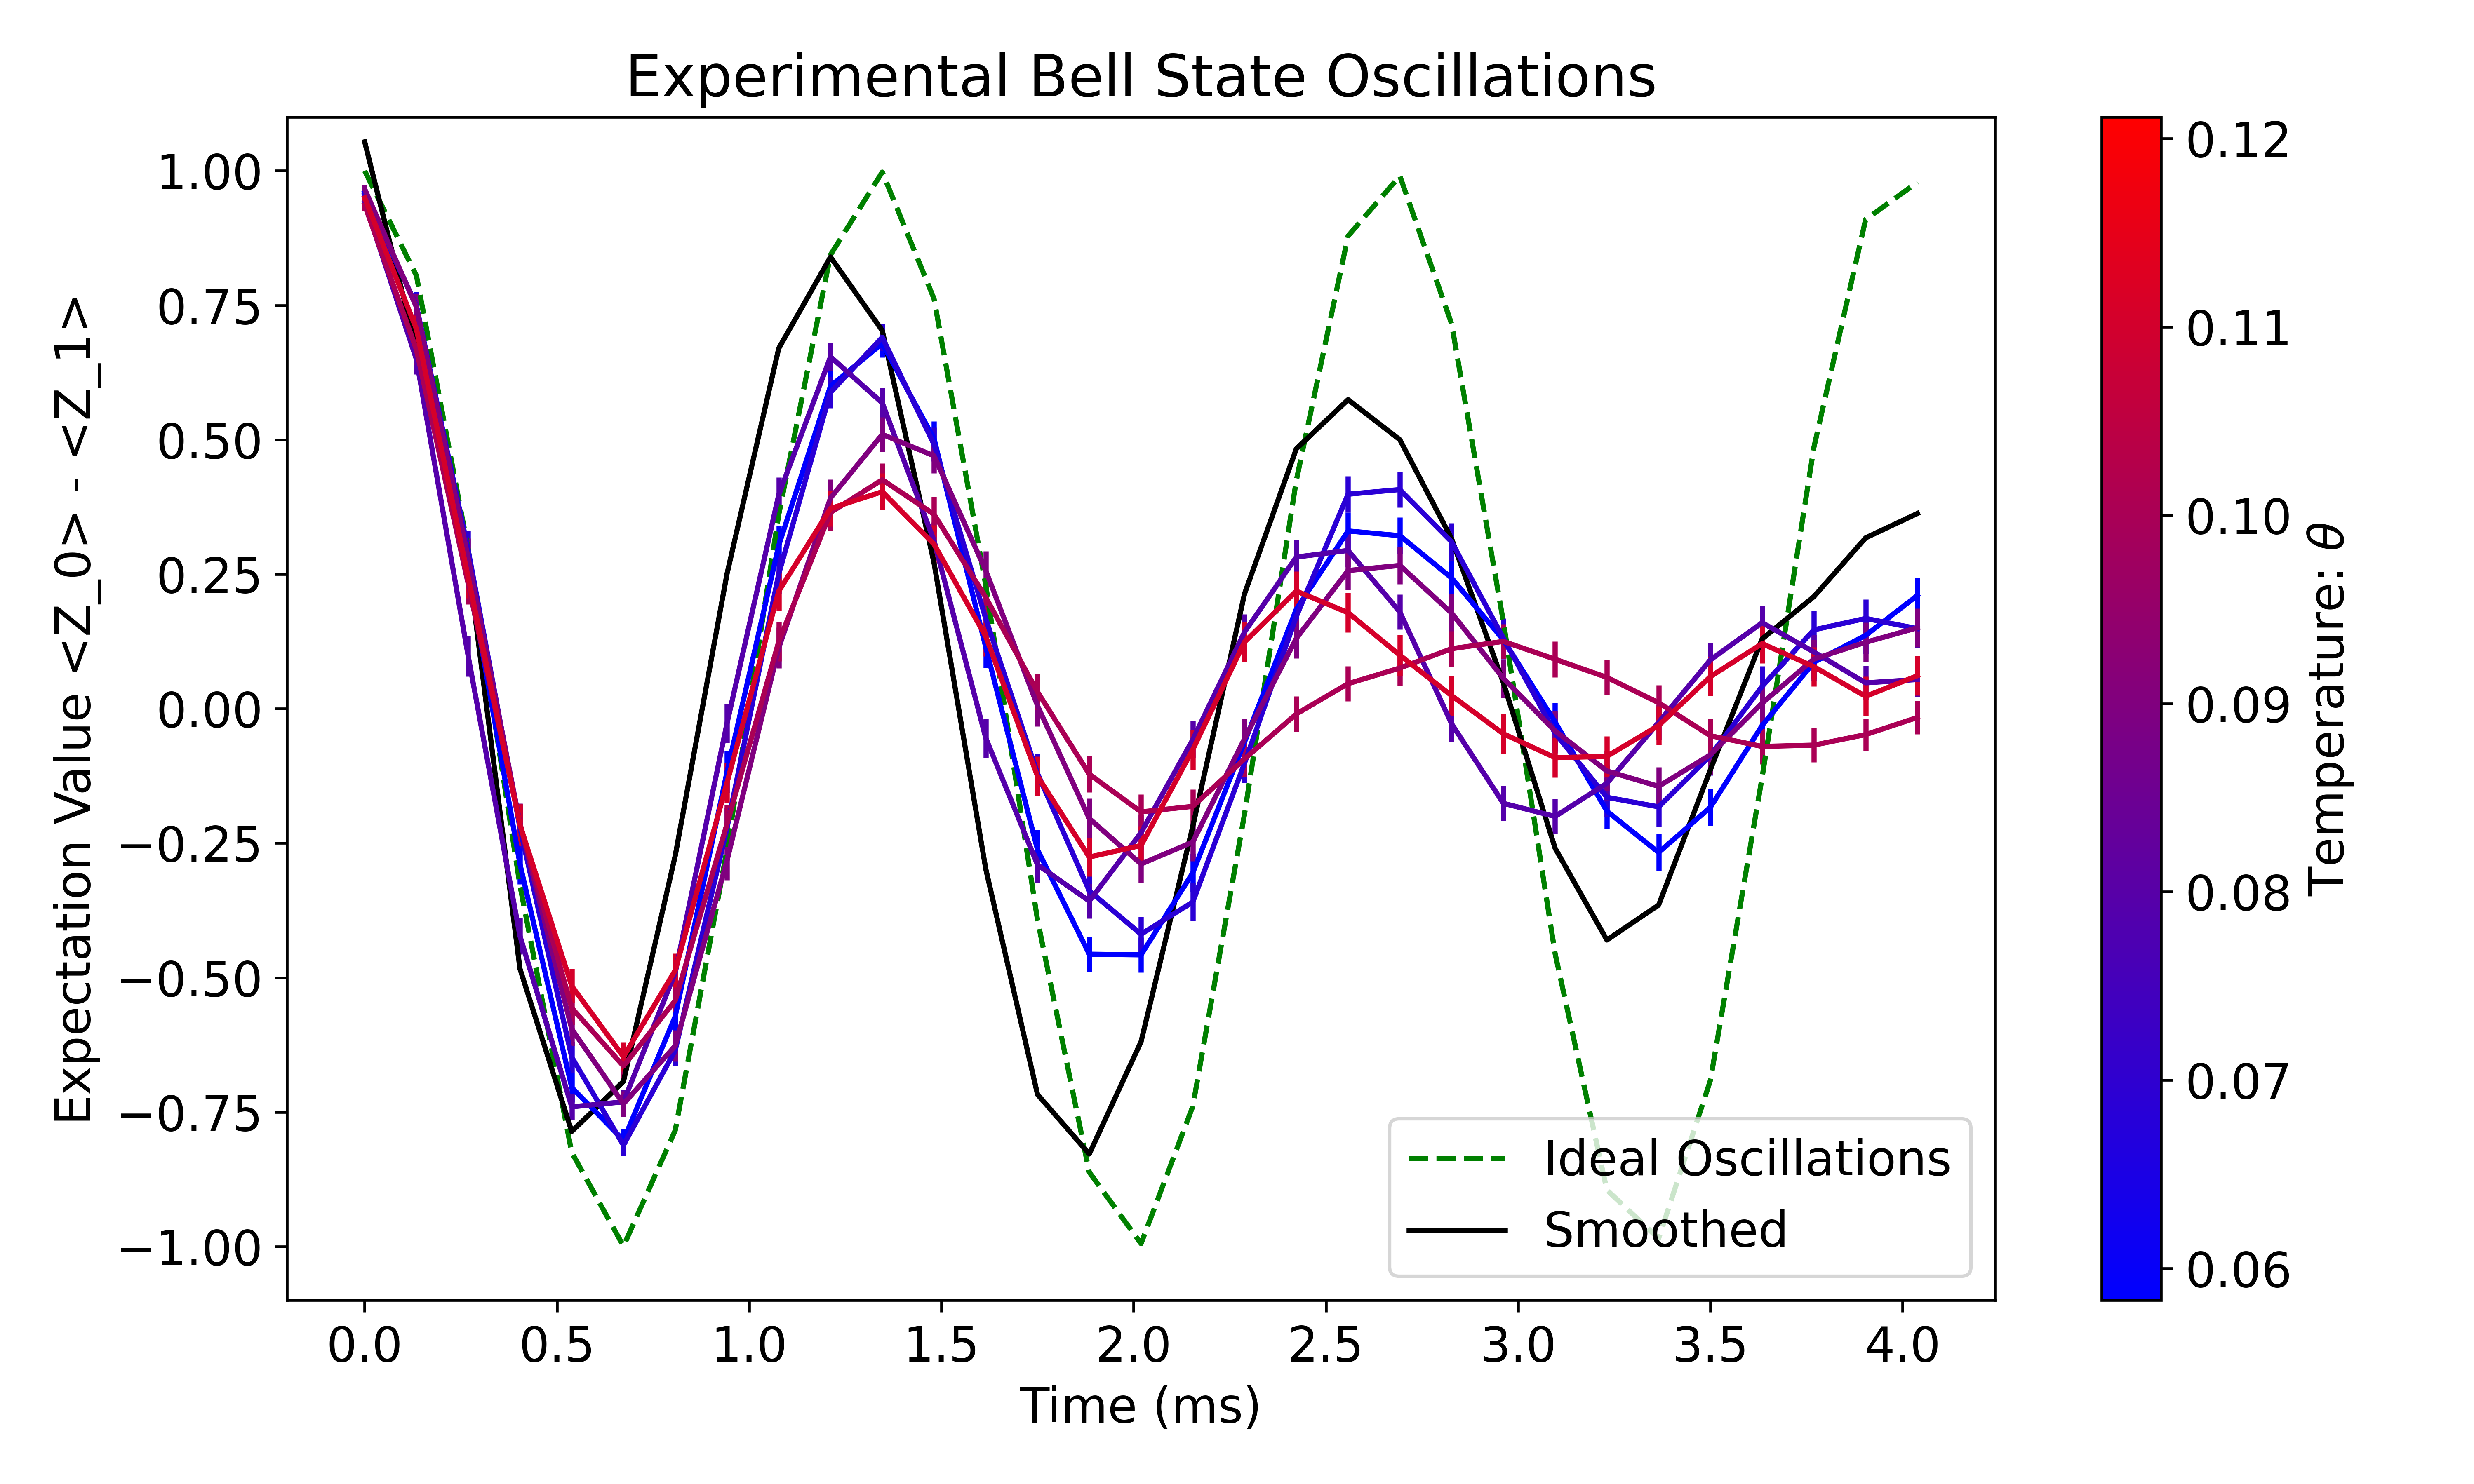 Experimental Bell State Oscillations
Expectation Value <Z_0> - <Z_1>
1.00
0.75
0.50
0.25
0.00
−0.25
−0.50
−0.75
−1.00
0.0 0.5 1.0 1.5 2.0 2.5 3.0 3.5 4.0
Time (ms)
Ideal Oscillations
Smoothed
0.12
0.11
0.10
0.09
0.08
0.07
0.06
Temperature: θ